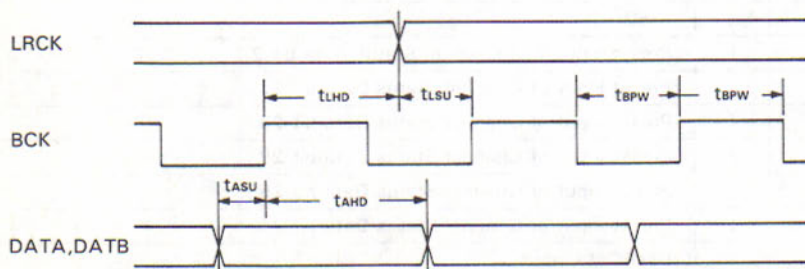 LRCK
tLHD tLSU tBPW tBPW
BCK
tASU tAHD
DATA,DATB